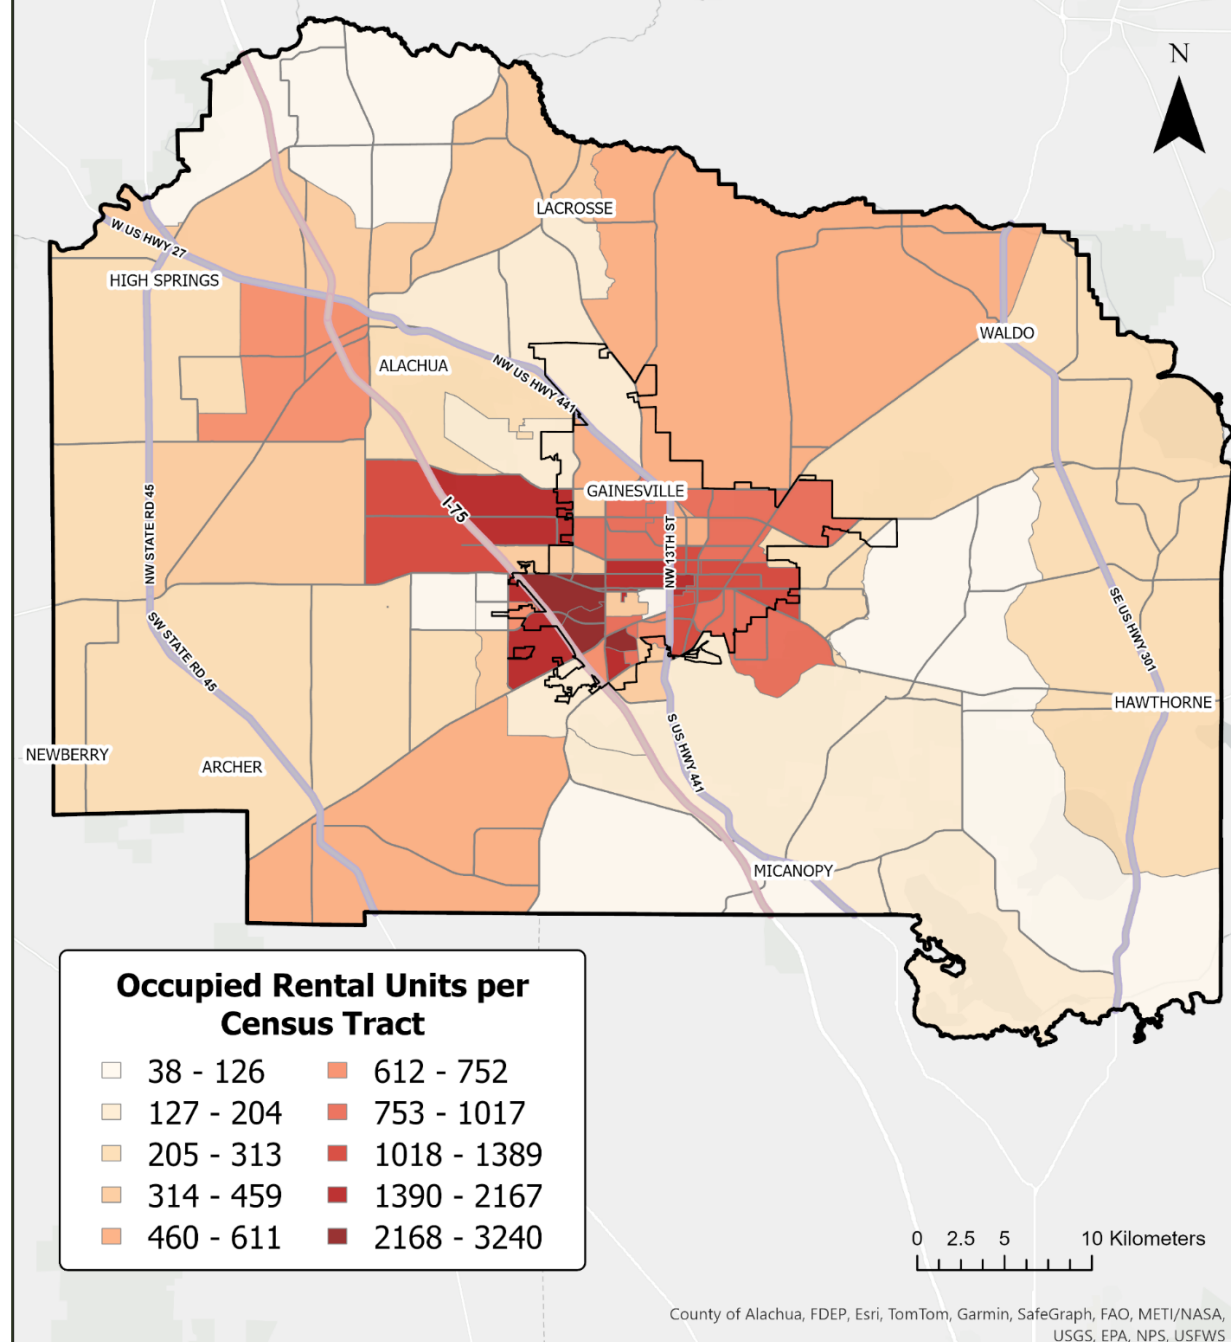 N
LACROSSE
W US HWY 27
HIGH SPRINGS
WALDO
ALACHUA
NW US HWY 441
GAINESVILLE
I-75
NW STATE RD 45
NW 13TH ST
SE US HWY 301
SW STATE RD 45
HAWTHORNE
S US HWY 441
NEWBERRY
ARCHER
MICANOPY
Occupied Rental Units per
Census Tract
38 - 126
127 - 204
205 - 313
314 - 459
460 - 611
612 - 752
753 - 1017
1018 - 1389
1390 - 2167
2168 - 3240
0 2.5 5 10 Kilometers
County of Alachua, FDEP, Esri, TomTom, Garmin, SafeGraph, FAO, METI/NASA,
USGS, EPA, NPS, USFWS